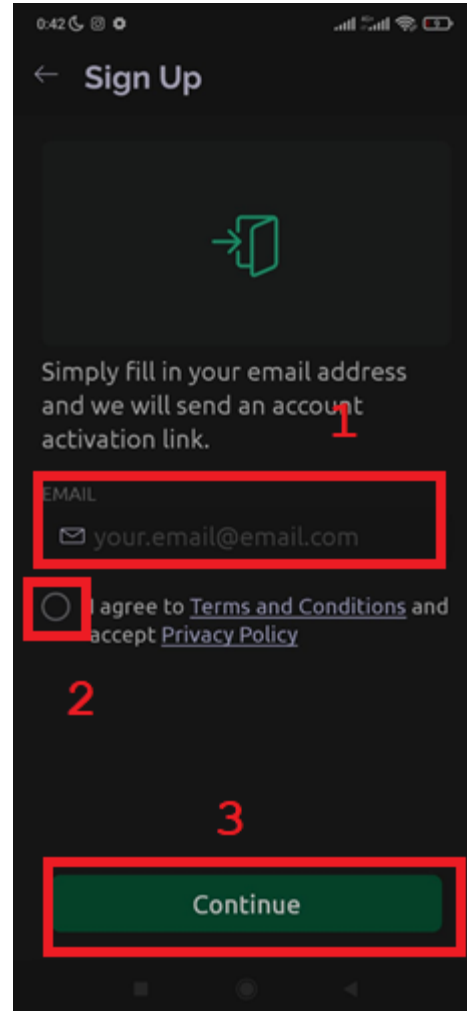 0:42
Sign Up
Simply fill in your email address
and we will send an account
activation link.
1
EMAIL
your.email@email.com
I agree to Terms and Conditions and
accept Privacy Policy
2
3
Continue